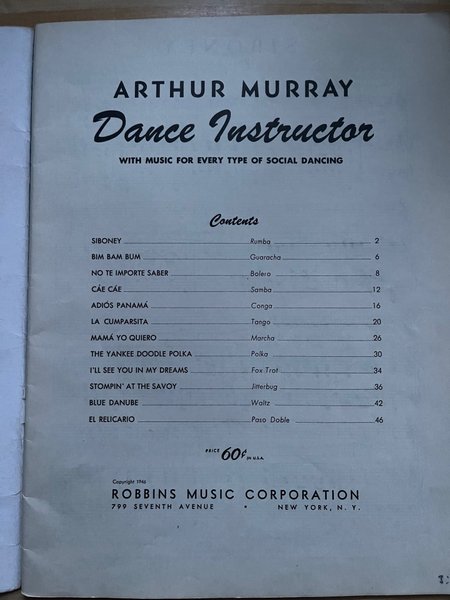 ARTHUR MURRAY
Dance Instructor
WITH MUSIC FOR EVERY TYPE OF SOCIAL DANCING
Contents
SIBONEY Rumba 2
BIM BAM BUM Guaracha 6
NO TE IMPORTE SABER Bolero 8
CÁE CÁE Samba 12
ADIÓS PANAMÁ Conga 16
LA CUMPARSITA Tango 20
MAMÁ YO QUIERO Marcha 26
THE YANKEE DOODLE POLKA Polka 30
I'LL SEE YOU IN MY DREAMS Fox Trot 34
STOMPIN' AT THE SAVOY Jitterbug 36
BLUE DANUBE Waltz 42
EL RELICARIO Paso Doble 46
PRICE 60¢ IN U.S.A.
Copyright 1946
ROBBINS MUSIC CORPORATION
799 SEVENTH AVENUE • NEW YORK, N. Y.